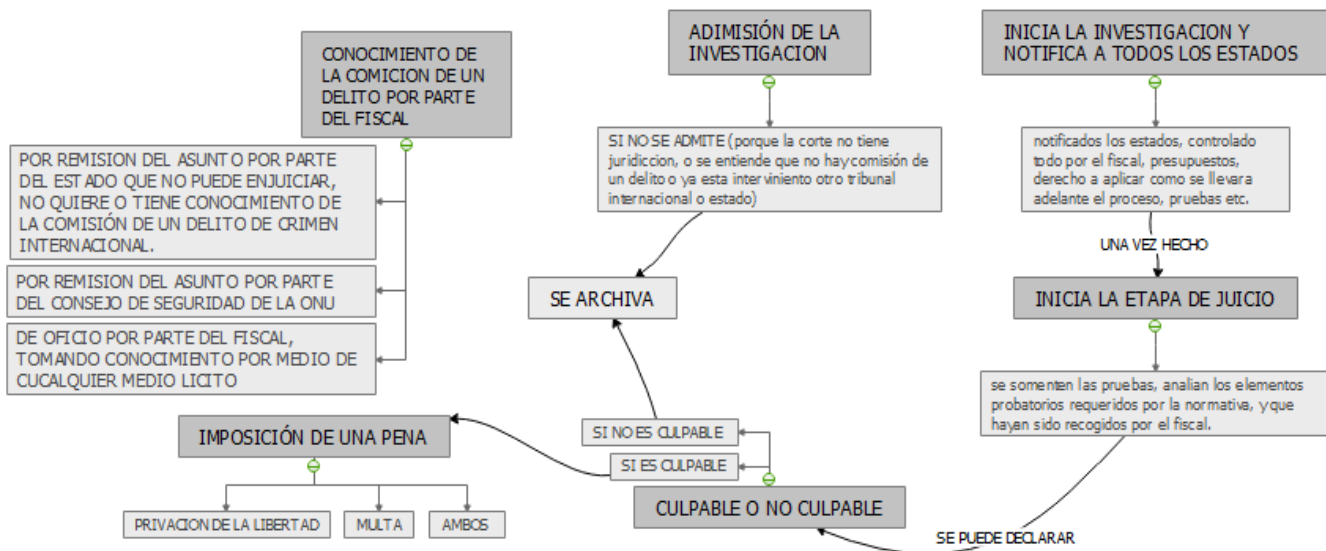 CONOCIMIENTO DE
LA COMICION DE UN
DELITO POR PARTE
DEL FISCAL
POR REMISION DEL ASUNTO POR PARTE
DEL ESTADO QUE NO PUEDE ENJUICIAR,
NO QUIERE O TIENE CONOCIMIENTO DE
LA COMISIÓN DE UN DELITO DE CRIMEN
INTERNACIONAL.
POR REMISION DEL ASUNTO POR PARTE
DEL CONSEJO DE SEGURIDAD DE LA ONU
DE OFICIO POR PARTE DEL FISCAL,
TOMANDO CONOCIMIENTO POR MEDIO DE
CUCALQUIER MEDIO LICITO
ADIMISIÓN DE LA
INVESTIGACION
SI NO SE ADMITE (porque la corte no tiene
juridiccion, o se entiende que no hay comisión de
un delito o ya esta interviniento otro tribunal
internacional o estado)
SE ARCHIVA
INICIA LA INVESTIGACION Y
NOTIFICA A TODOS LOS ESTADOS
notificados los estados, controlado
todo por el fiscal, presupuestos,
derecho a aplicar como se llevara
adelante el proceso, pruebas etc.
UNA VEZ HECHO
INICIA LA ETAPA DE JUICIO
se somenten las pruebas, analian los elementos
probatorios requeridos por la normativa, y que
hayan sido recogidos por el fiscal.
SE PUEDE DECLARAR
CULPABLE O NO CULPABLE
SI NO ES CULPABLE
SI ES CULPABLE
IMPOSICIÓN DE UNA PENA
PRIVACION DE LA LIBERTAD
MULTA
AMBOS